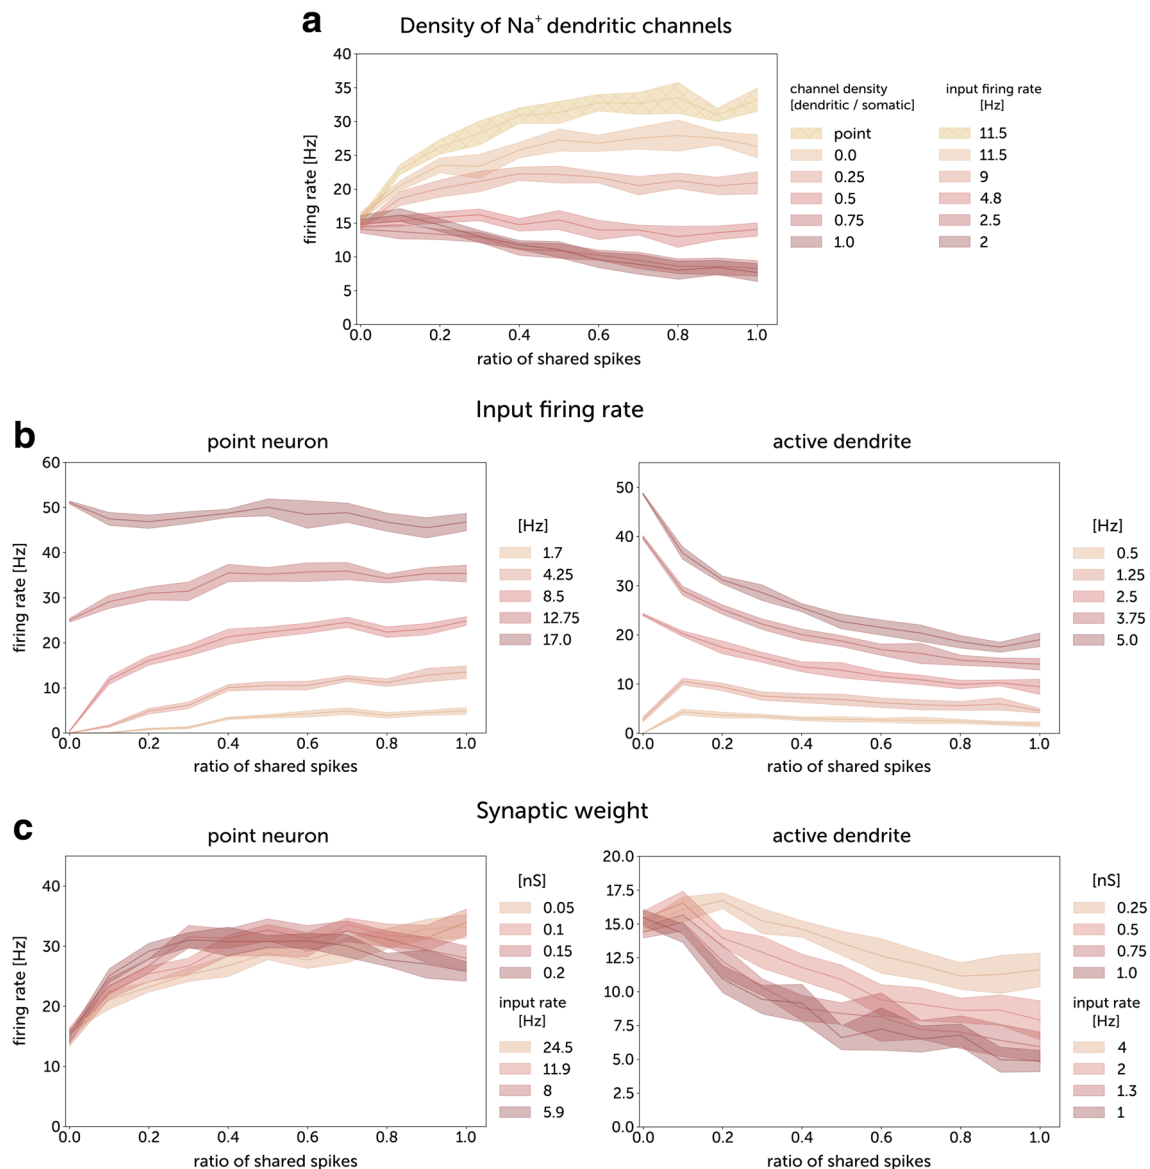 a
Density of Na+ dendritic channels
40
35
30
25
20
15
10
5
0
firing rate [Hz]
0.0 0.2 0.4 0.6 0.8 1.0
ratio of shared spikes
channel density
[dendritic / somatic]
point
0.0
0.25
0.5
0.75
1.0
input firing rate
[Hz]
11.5
11.5
9
4.8
2.5
2
Input firing rate
b
point neuron
60
50
40
30
20
10
0
firing rate [Hz]
0.0 0.2 0.4 0.6 0.8 1.0
ratio of shared spikes
[Hz]
1.7
4.25
8.5
12.75
17.0
active dendrite
50
40
30
20
10
0
0.0 0.2 0.4 0.6 0.8 1.0
ratio of shared spikes
[Hz]
0.5
1.25
2.5
3.75
5.0
Synaptic weight
c
point neuron
40
30
20
10
0
firing rate [Hz]
0.0 0.2 0.4 0.6 0.8 1.0
ratio of shared spikes
[nS]
0.05
0.1
0.15
0.2
input rate
[Hz]
24.5
11.9
8
5.9
active dendrite
20.0
17.5
15.0
12.5
10.0
7.5
5.0
2.5
0.0
0.0 0.2 0.4 0.6 0.8 1.0
ratio of shared spikes
[nS]
0.25
0.5
0.75
1.0
input rate
[Hz]
4
2
1.3
1